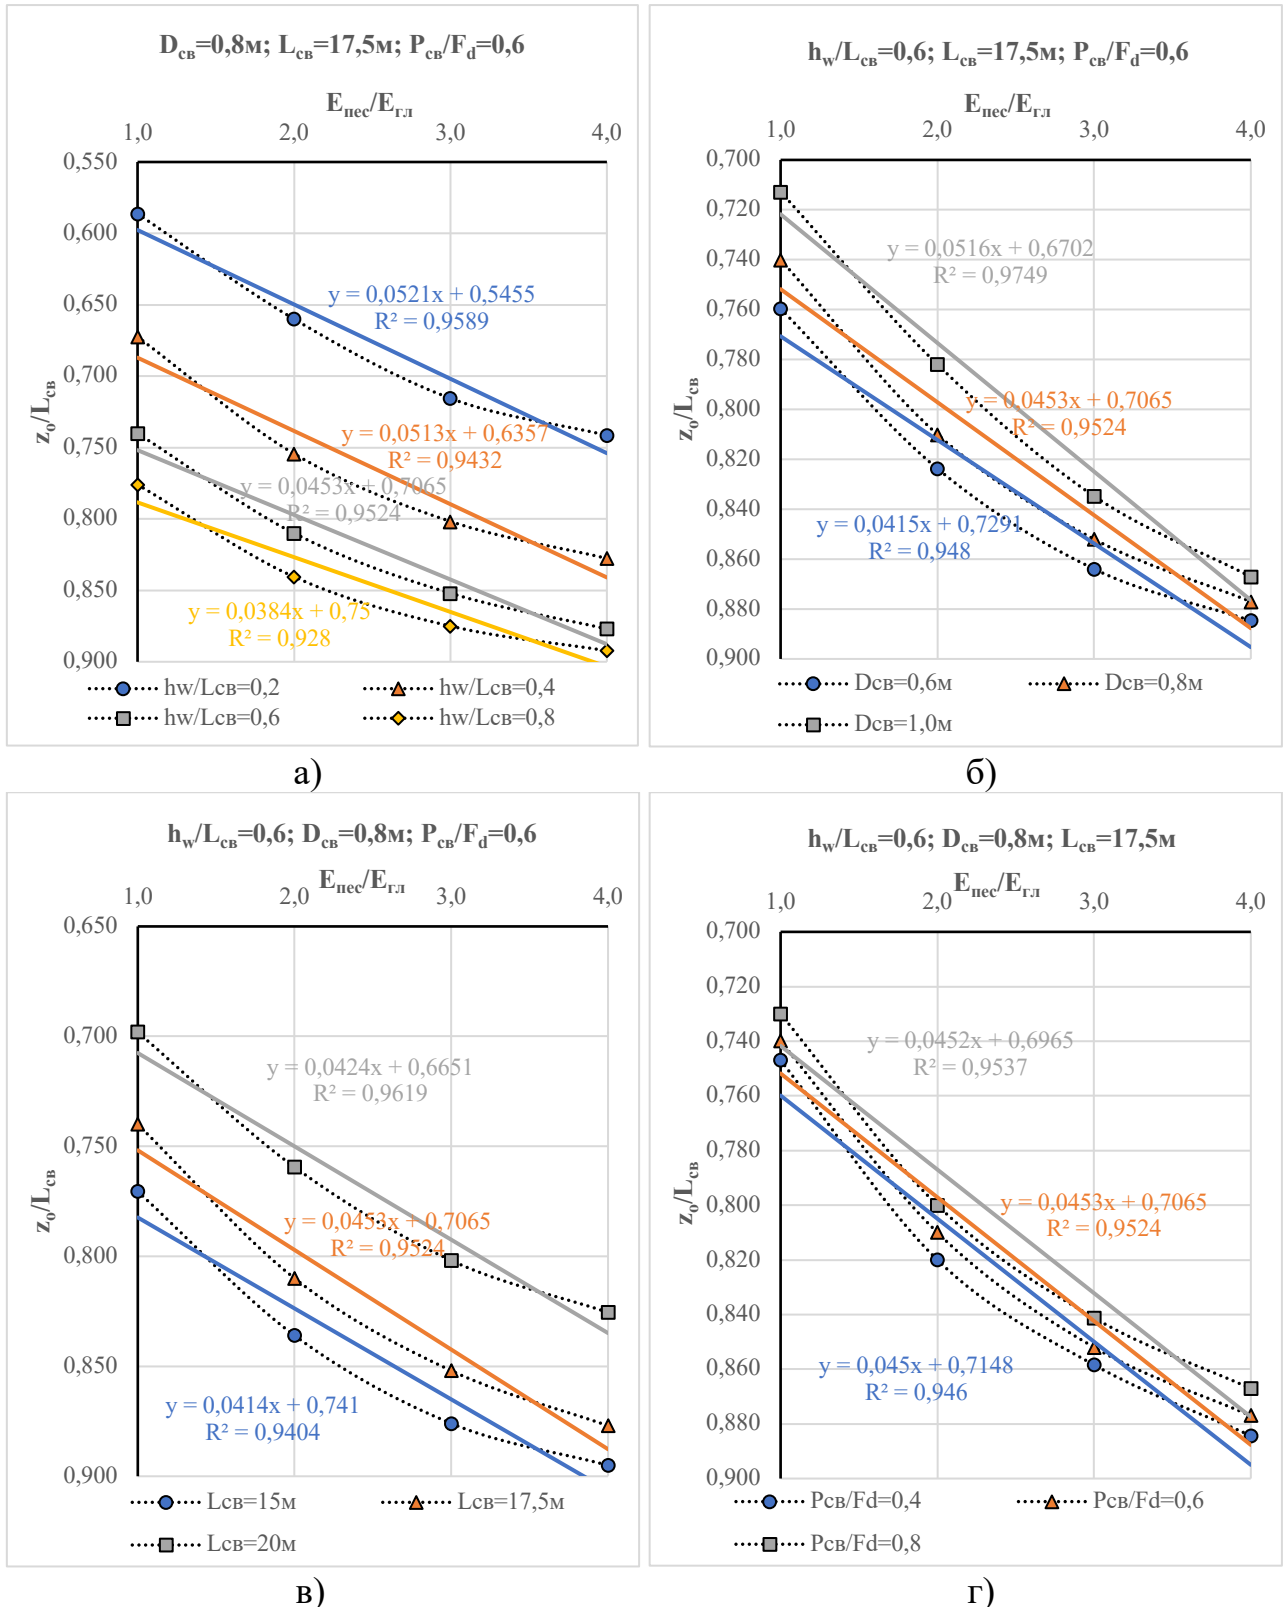 Dсв=0,8м; Lсв=17,5м; Pсв/Fd=0,6
Eпес/Eгл
1,0 2,0 3,0 4,0
0,550
0,600
0,650
0,700
0,750
0,800
0,850
0,900
zo/Lсв
y = 0,0521x + 0,5455
R² = 0,9589
y = 0,0513x + 0,6357
R² = 0,9432
y = 0,0453x + 0,7065
R² = 0,9524
y = 0,0384x + 0,75
R² = 0,928
hw/Lсв=0,2 hw/Lсв=0,4
hw/Lсв=0,6 hw/Lсв=0,8
а)
hw/Lсв=0,6; Lсв=17,5м; Pсв/Fd=0,6
Eпес/Eгл
1,0 2,0 3,0 4,0
0,700
0,720
0,740
0,760
0,780
0,800
0,820
0,840
0,860
0,880
0,900
zo/Lсв
y = 0,0516x + 0,6702
R² = 0,9749
y = 0,0453x + 0,7065
R² = 0,9524
y = 0,0415x + 0,7291
R² = 0,948
Dсв=0,6м Dсв=0,8м
Dсв=1,0м
б)
hw/Lсв=0,6; Dсв=0,8м; Pсв/Fd=0,6
Eпес/Eгл
1,0 2,0 3,0 4,0
0,650
0,700
0,750
0,800
0,850
0,900
zo/Lсв
y = 0,0424x + 0,6651
R² = 0,9619
y = 0,0453x + 0,7065
R² = 0,9524
y = 0,0414x + 0,741
R² = 0,9404
Lсв=15м Lсв=17,5м
Lсв=20м
в)
hw/Lсв=0,6; Dсв=0,8м; Lсв=17,5м
Eпес/Eгл
1,0 2,0 3,0 4,0
0,700
0,720
0,740
0,760
0,780
0,800
0,820
0,840
0,860
0,880
0,900
zo/Lсв
y = 0,0452x + 0,6965
R² = 0,9537
y = 0,0453x + 0,7065
R² = 0,9524
y = 0,045x + 0,7148
R² = 0,946
Pсв/Fd=0,4 Pсв/Fd=0,6
Pсв/Fd=0,8
г)